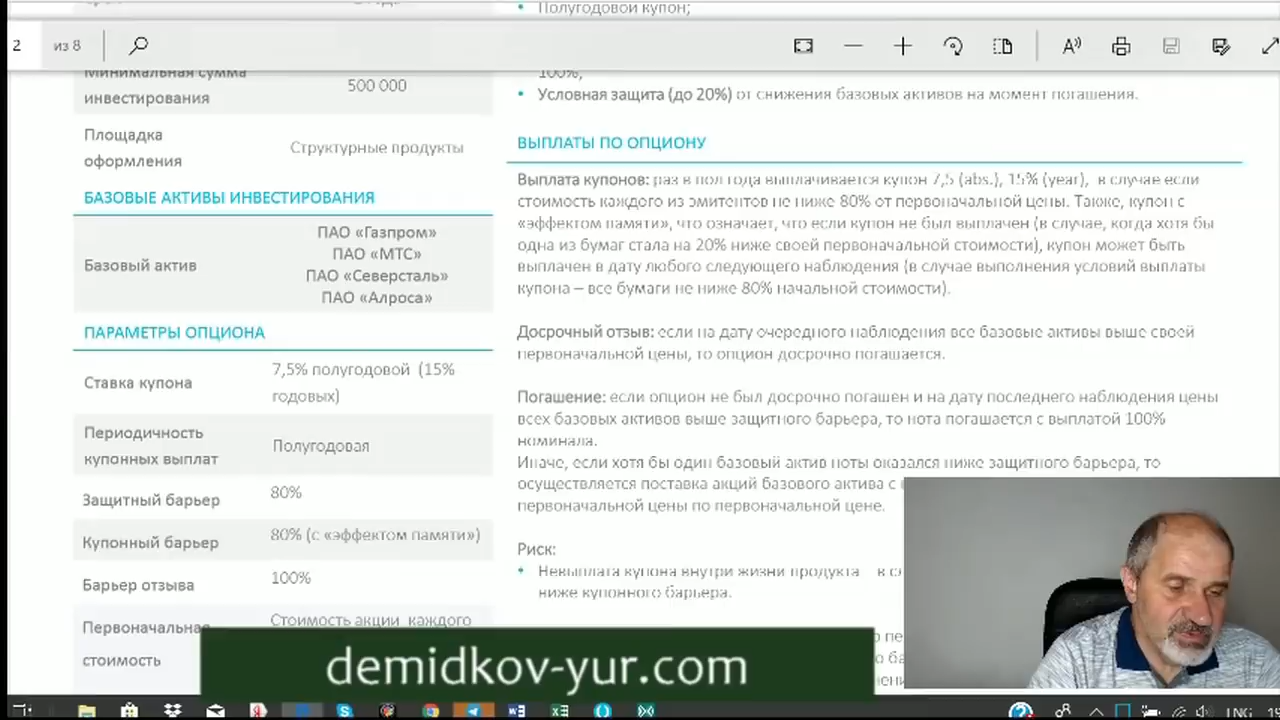 Полугодовой купон;
2 из 8
Минимальная сумма
инвестирования
500 000
Площадка
оформления
Структурные продукты
БАЗОВЫЕ АКТИВЫ ИНВЕСТИРОВАНИЯ
Базовый актив
ПАО «Газпром»
ПАО «МТС»
ПАО «Северсталь»
ПАО «Алроса»
ПАРАМЕТРЫ ОПЦИОНА
Ставка купона
7,5% полугодовой (15%
годовых)
Периодичность
купонных выплат
Полугодовая
Защитный барьер
80%
Купонный барьер
80% (с «эффектом памяти»)
Барьер отзыва
100%
Первоначальная
стоимость
Стоимость акции каждого
100%;
Условная защита (до 20%) от снижения базовых активов на момент погашения.
ВЫПЛАТЫ ПО ОПЦИОНУ
Выплата купонов: раз в пол года выплачивается купон 7,5 (abs.), 15% (year), в случае если
стоимость каждого из эмитентов не ниже 80% от первоначальной цены. Также, купон с
«эффектом памяти», что означает, что если купон не был выплачен (в случае, когда хотя бы
одна из бумаг стала на 20% ниже своей первоначальной стоимости), купон может быть
выплачен в дату любого следующего наблюдения (в случае выполнения условий выплаты
купона – все бумаги не ниже 80% начальной стоимости).
Досрочный отзыв: если на дату очередного наблюдения все базовые активы выше своей
первоначальной цены, то опцион досрочно погашается.
Погашение: если опцион не был досрочно погашен и на дату последнего наблюдения цены
всех базовых активов выше защитного барьера, то нота погашается с выплатой 100%
номинала.
Иначе, если хотя бы один базовый актив ноты оказался ниже защитного барьера, то
осуществляется поставка акций базового актива с
первоначальной цены по первоначальной цене.
Риск:
Невыплата купона внутри жизни продукта в
ниже купонного барьера.
demidkov-yur.com
ENG